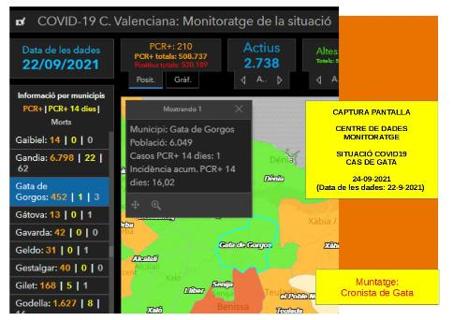 COVID-19 C. Valenciana: Monitoratge de la situació
Data de les dades
22/09/2021
PCR+: 210
PCR+ totals: 508.737
Positius totals: 520.189
Actius
2.738
Altes
Posit.
Gràf.
A..
A
Informació per municipis
PCR+ | PCR+ 14 dies |
Morts
Gaibiel: 14 | 0 | 0
Gandia: 6.798 | 22 |
62
Gata de
Gorgos: 452 | 1 | 3
Gátova: 13 | 0 | 1
Gavarda: 42 | 0 | 0
Geldo: 31 | 0 | 1
Gestalgar: 40 | 0 | 0
Gilet: 168 | 5 | 1
Godella: 1.627 | 8 |
Mostrando 1
Municipi: Gata de Gorgos
Població: 6.049
Casos PCR+ 14 dies: 1
Incidència acum. PCR+ 14
dies: 16,02
Dénia
Dénia
Xàbia /
Gata de Gorgos
Alcalalí
Xaló
Llíber
Senija
Benissa
Teulada
el Poble
CAPTURA PANTALLA
CENTRE DE DADES
MONITORATGE
SITUACIÓ COVID19
CAS DE GATA
24-09-2021
(Data de les dades: 22-9-2021)
Muntatge:
Cronista de Gata